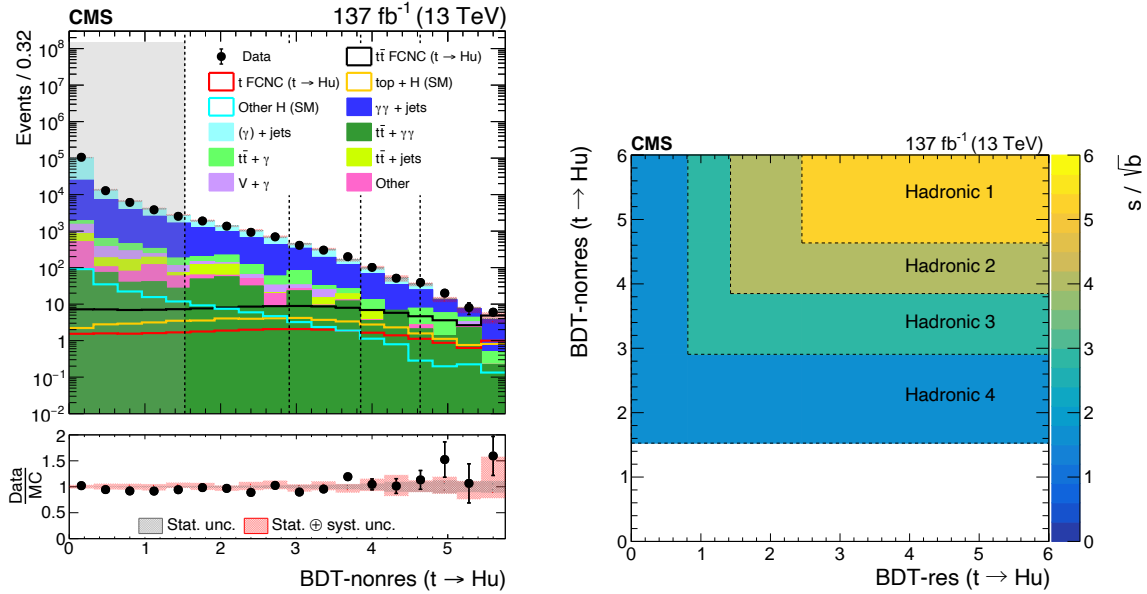 CMS 137 fb⁻¹ (13 TeV)
Events / 0.32
Data
tt̄ FCNC (t → Hu)
t FCNC (t → Hu)
top + H (SM)
Other H (SM)
γγ + jets
(γ) + jets
tt̄ + γγ
tt̄ + γ
tt̄ + jets
V + γ
Other
10⁸
10⁷
10⁶
10⁵
10⁴
10³
10²
10
1
10⁻¹
10⁻²
Data
MC
2
1.5
1
0.5
0
Stat. unc.
Stat. ⊕ syst. unc.
0 1 2 3 4 5
BDT-nonres (t → Hu)
CMS 137 fb⁻¹ (13 TeV)
BDT-nonres (t → Hu)
6
5
4
3
2
1
0
Hadronic 1
Hadronic 2
Hadronic 3
Hadronic 4
0 1 2 3 4 5 6
BDT-res (t → Hu)
6
5
4
3
2
1
0
s / √b